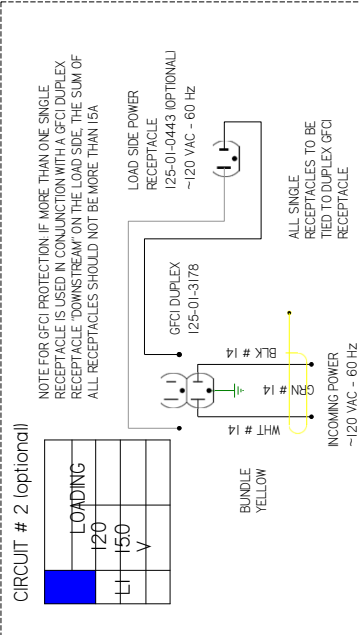 CIRCUIT # 2 (optional)
LOADING
120
L1 15.0
V
NOTE FOR GFCI PROTECTION: IF MORE THAN ONE SINGLE
RECEPTACLE IS USED IN CONJUNCTION WITH A GFCI DUPLEX
RECEPTACLE "DOWNSTREAM" ON THE LOAD SIDE, THE SUM OF
ALL RECEPTACLES SHOULD NOT BE MORE THAN 15A
LOAD SIDE POWER
RECEPTACLE
125-01-0443 (OPTIONAL)
~120 VAC - 60 Hz
GFCI DUPLEX
125-01-3178
BUNDLE
YELLOW
WHT # 14
GRN # 14
BLK # 14
INCOMING POWER
~120 VAC - 60 Hz
ALL SINGLE
RECEPTACLES TO BE
TIED TO DUPLEX GFCI
RECEPTACLE